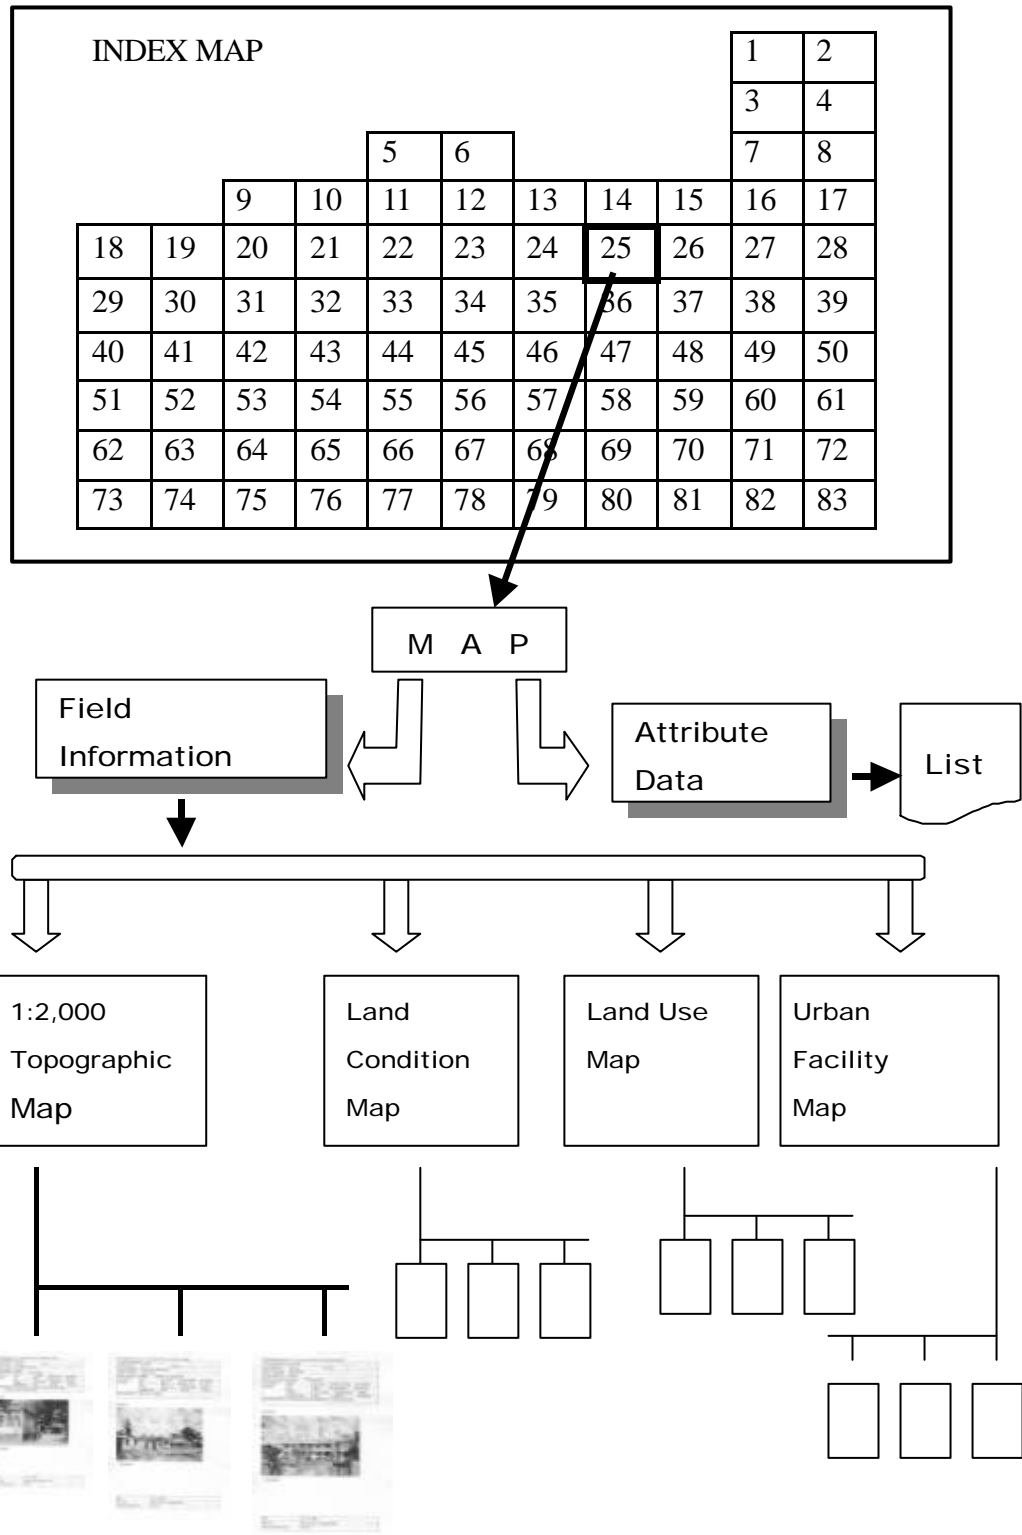 INDEX MAP
1 2
3 4
5 6 7 8
9 10 11 12 13 14 15 16 17
18 19 20 21 22 23 24 25 26 27 28
29 30 31 32 33 34 35 36 37 38 39
40 41 42 43 44 45 46 47 48 49 50
51 52 53 54 55 56 57 58 59 60 61
62 63 64 65 66 67 68 69 70 71 72
73 74 75 76 77 78 79 80 81 82 83
M A P
Field
Information
Attribute
Data
List
1:2,000
Topographic
Map
Land
Condition
Map
Land Use
Map
Urban
Facility
Map